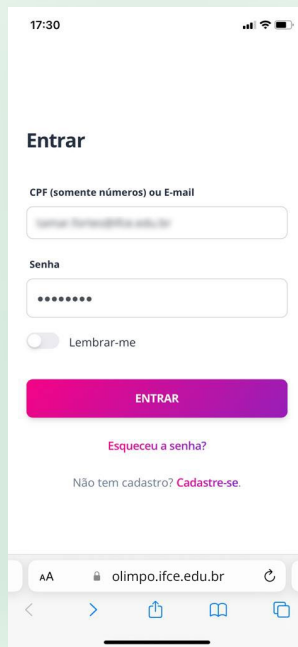 17:30
Entrar
CPF (somente números) ou E-mail
Senha
Lembrar-me
ENTRAR
Esqueceu a senha?
Não tem cadastro? Cadastre-se.
AA
olimpo.ifce.edu.br